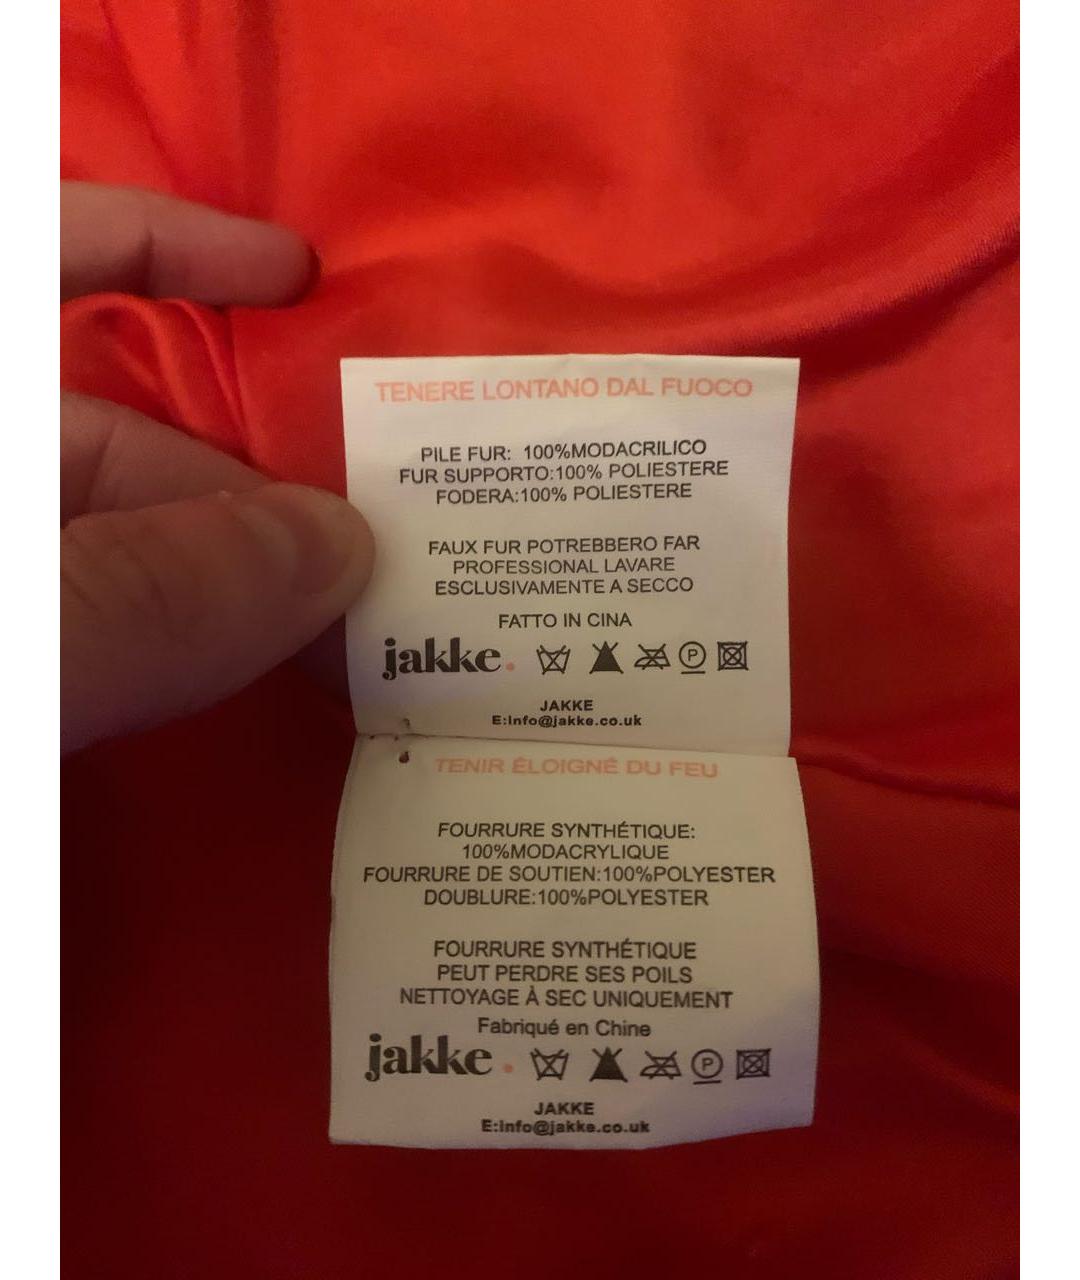 TENERE LONTANO DAL FUOCO
PILE FUR: 100%MODACRILICO
FUR SUPPORTO:100% POLIESTERE
FODERA:100% POLIESTERE
FAUX FUR POTREBBERO FAR
PROFESSIONAL LAVARE
ESCLUSIVAMENTE A SECCO
FATTO IN CINA
jakke. P
JAKKE
E:Info@jakke.co.uk
TENIR ÉLOIGNÉ DU FEU
FOURRURE SYNTHÉTIQUE:
100%MODACRYLIQUE
FOURRURE DE SOUTIEN:100%POLYESTER
DOUBLURE:100%POLYESTER
FOURRURE SYNTHÉTIQUE
PEUT PERDRE SES POILS
NETTOYAGE À SEC UNIQUEMENT
Fabriqué en Chine
jakke. P
JAKKE
E:Info@jakke.co.uk